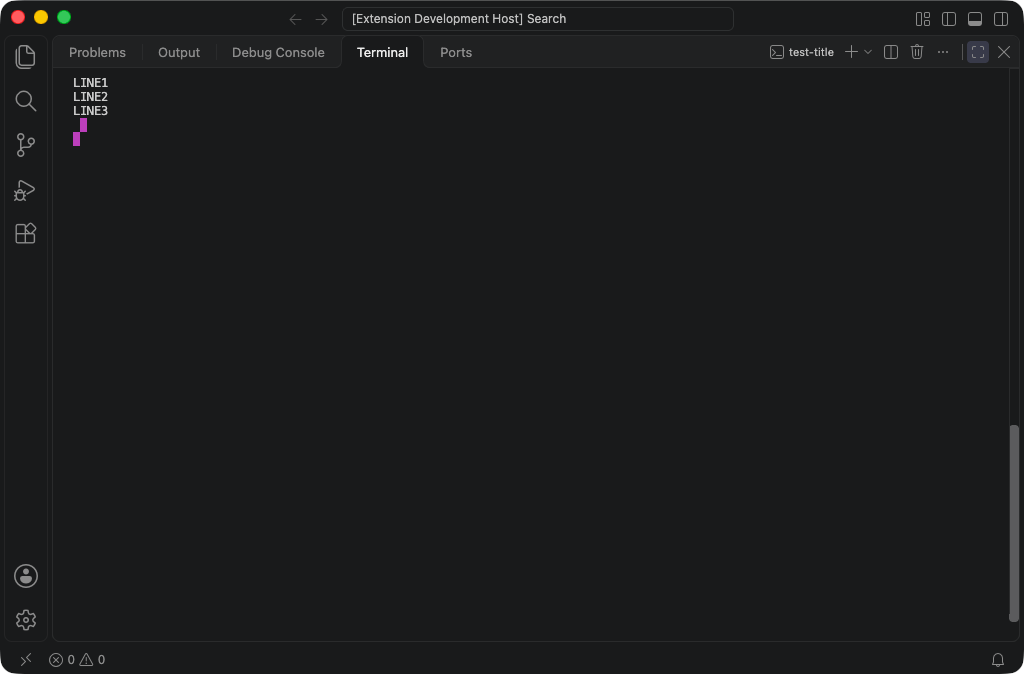 [Extension Development Host] Search
Problems Output Debug Console Terminal Ports test-title
LINE1
LINE2
LINE3
0 0